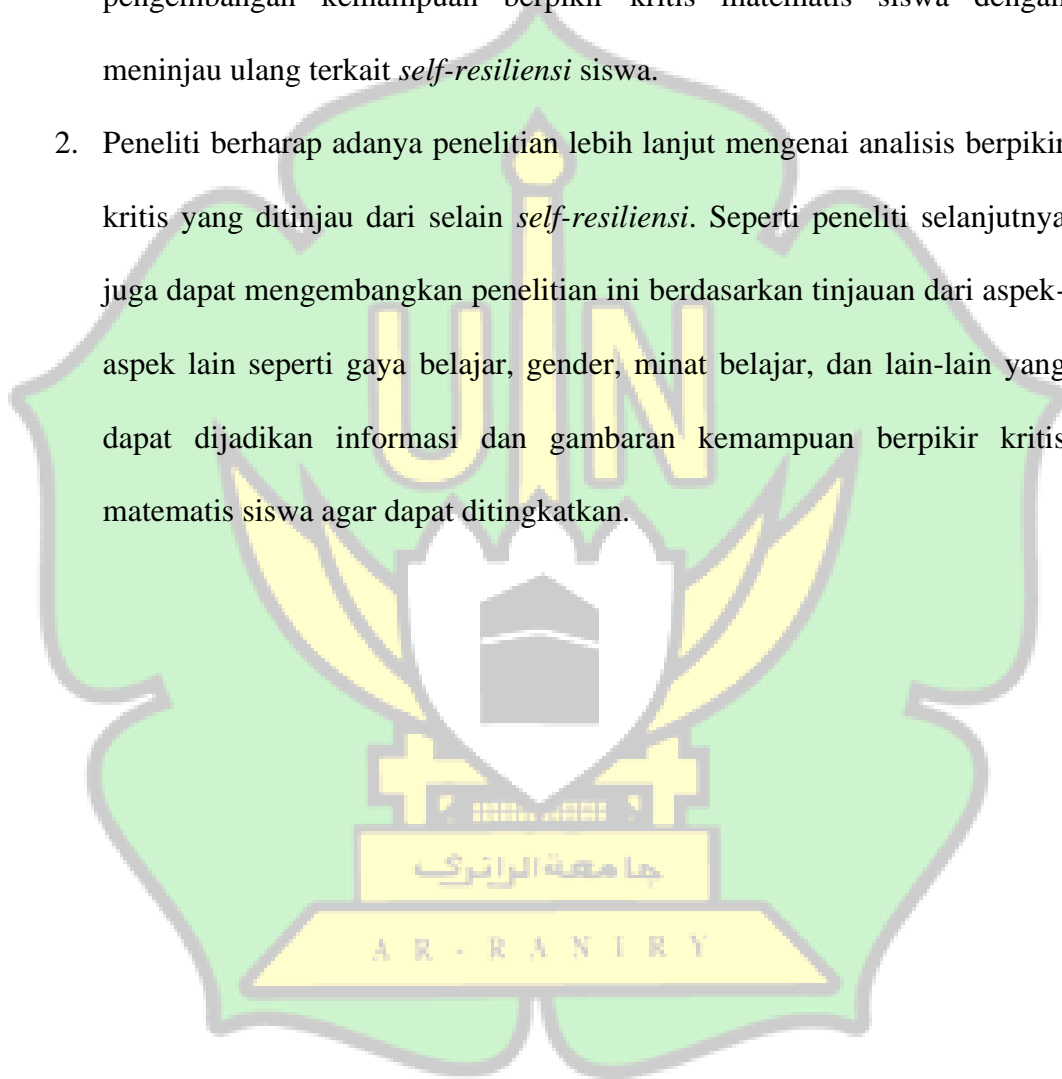 pengembangan kemampuan berpikir kritis matematis siswa dengan
meninjau ulang terkait self-resiliensi siswa.
2. Peneliti berharap adanya penelitian lebih lanjut mengenai analisis berpikir
kritis yang ditinjau dari selain self-resiliensi. Seperti peneliti selanjutnya
juga dapat mengembangkan penelitian ini berdasarkan tinjauan dari aspek-
aspek lain seperti gaya belajar, gender, minat belajar, dan lain-lain yang
dapat dijadikan informasi dan gambaran kemampuan berpikir kritis
matematis siswa agar dapat ditingkatkan.
UIN
جامعة الرانري
AR-RANIRY